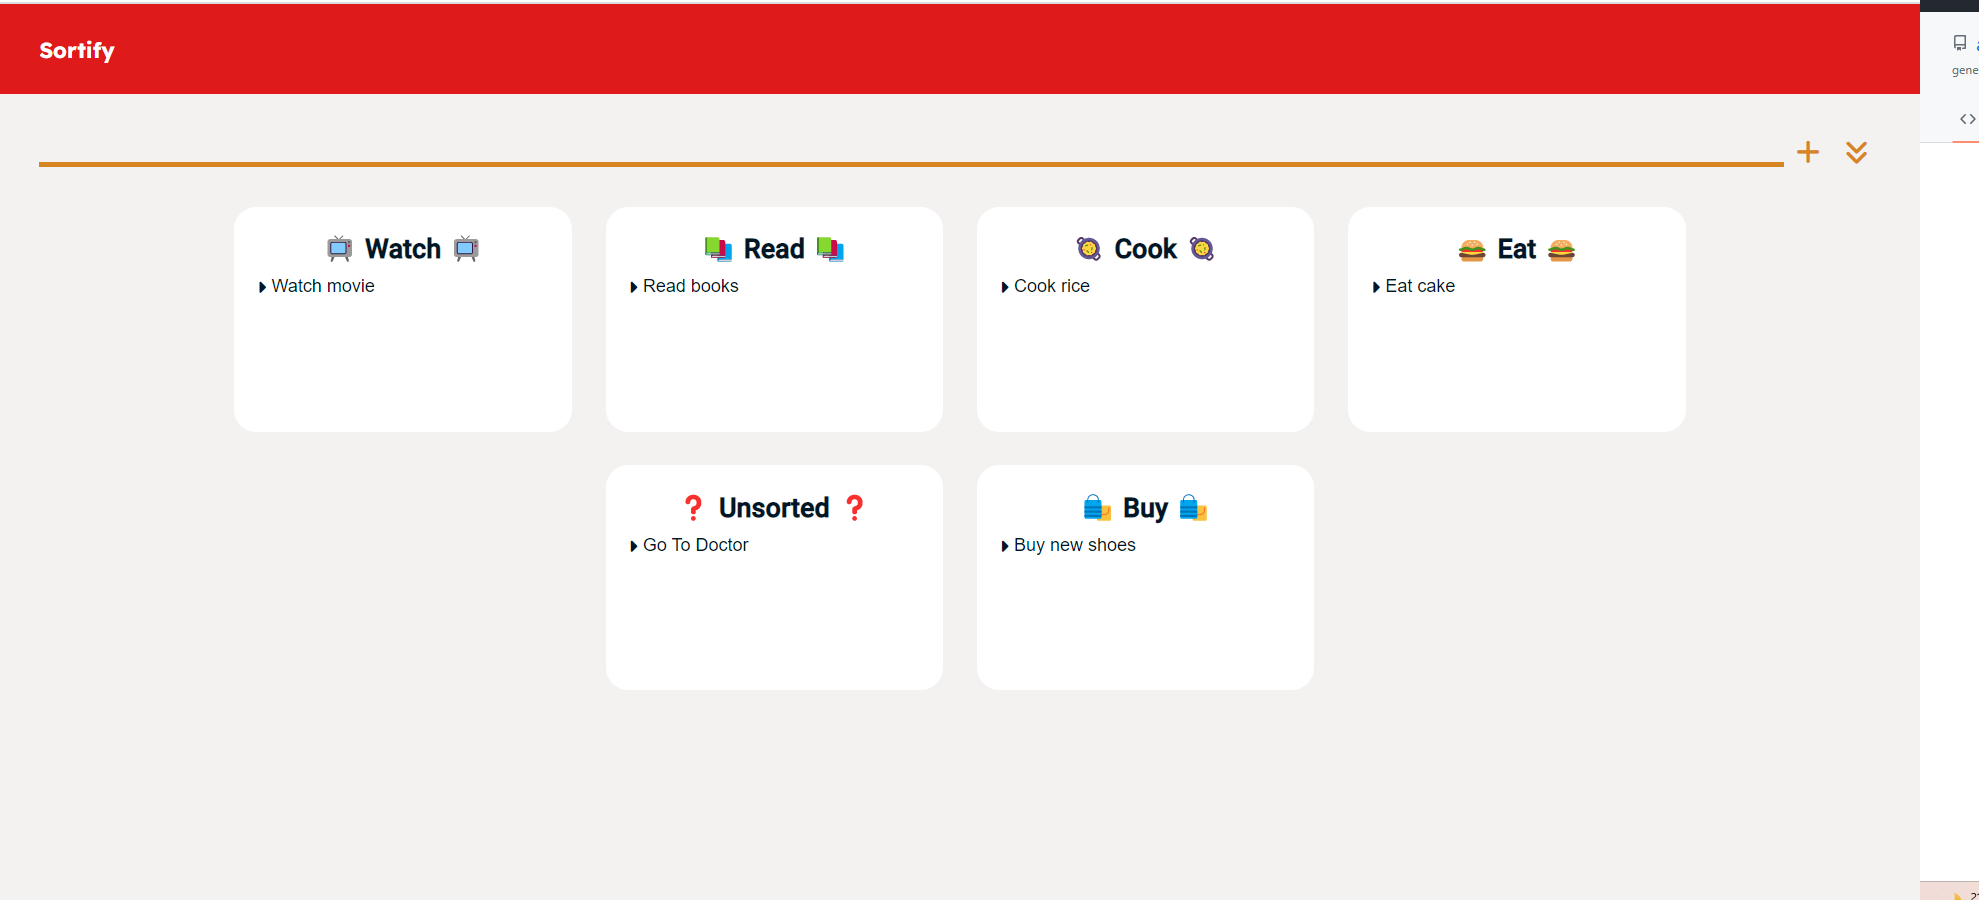 Sortify
Watch
Watch movie
Read
Read books
Cook
Cook rice
Eat
Eat cake
Unsorted
Go To Doctor
Buy
Buy new shoes
gene